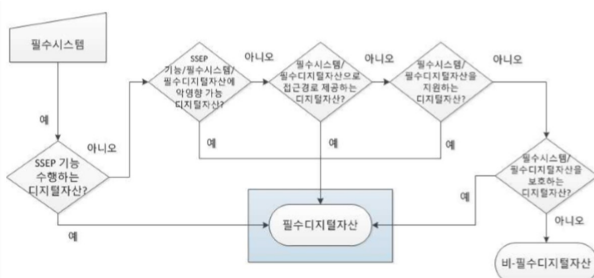 필수시스템
예
SSEP 기능
수행하는
디지털자산?
아니오
예
SSEP
기능/필수시스템/
필수디지털자산에
악영향 가능
디지털자산?
아니오
예
필수시스템/
필수디지털자산으로
접근경로 제공하는
디지털자산?
아니오
예
필수시스템/
필수디지털자산을
지원하는
디지털자산?
아니오
예
필수시스템/
필수디지털자산을
보호하는
디지털자산?
예
아니오
필수디지털자산
비-필수디지털자산